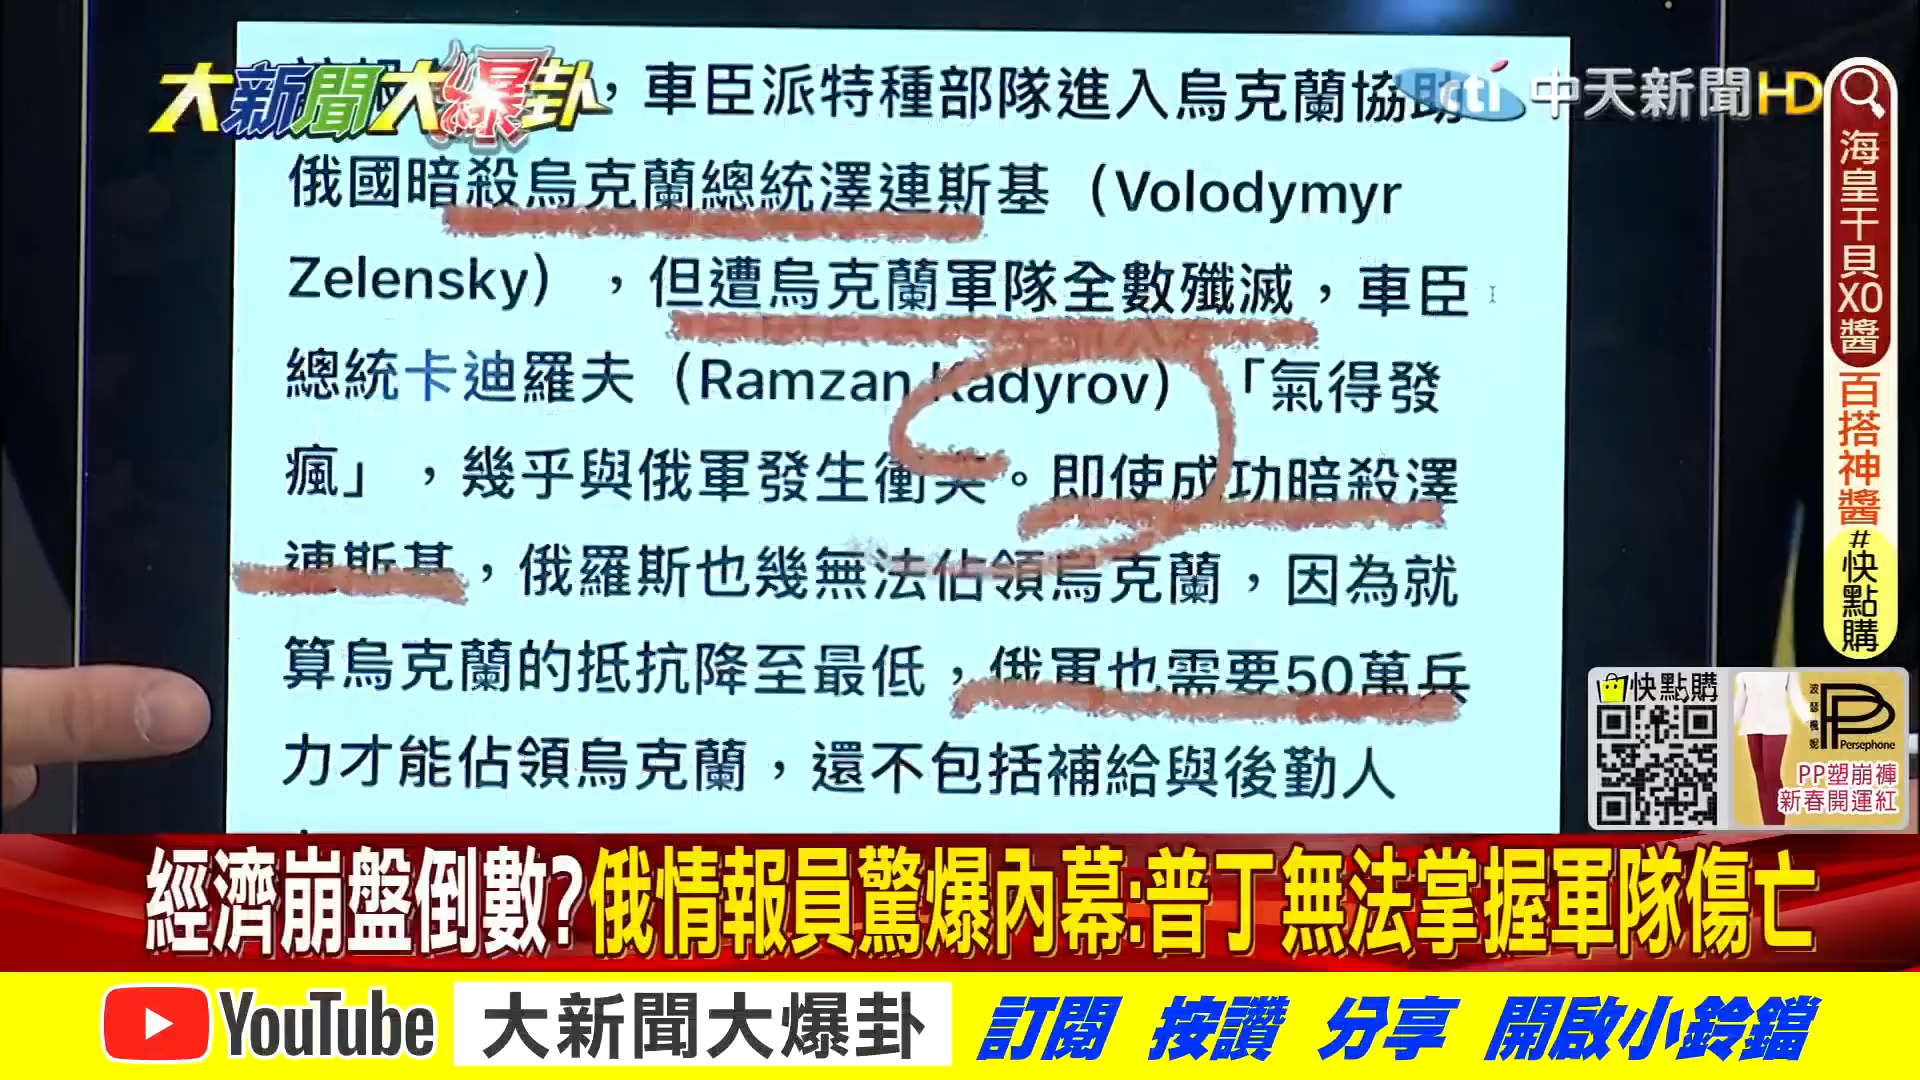 大新聞大爆卦
，車臣派特種部隊進入烏克蘭協助
俄國暗殺烏克蘭總統澤連斯基（Volodymyr
Zelensky），但遭烏克蘭軍隊全數殲滅，車臣
總統卡迪羅夫（Ramzan Kadyrov）「氣得發
瘋」，幾乎與俄軍發生衝突。即使成功暗殺澤
連斯基，俄羅斯也幾無法佔領烏克蘭，因為就
算烏克蘭的抵抗降至最低，俄軍也需要50萬兵
力才能佔領烏克蘭，還不包括補給與後勤人
cti 中天新聞HD
海皇干貝XO醬
百搭神醬
#快點購
快點購
波瑟楓妮
Persephone
PP塑崩褲
新春開運紅
經濟崩盤倒數?俄情報員驚爆內幕:普丁無法掌握軍隊傷亡
YouTube 大新聞大爆卦 訂閱 按讚 分享 開啟小鈴鐺